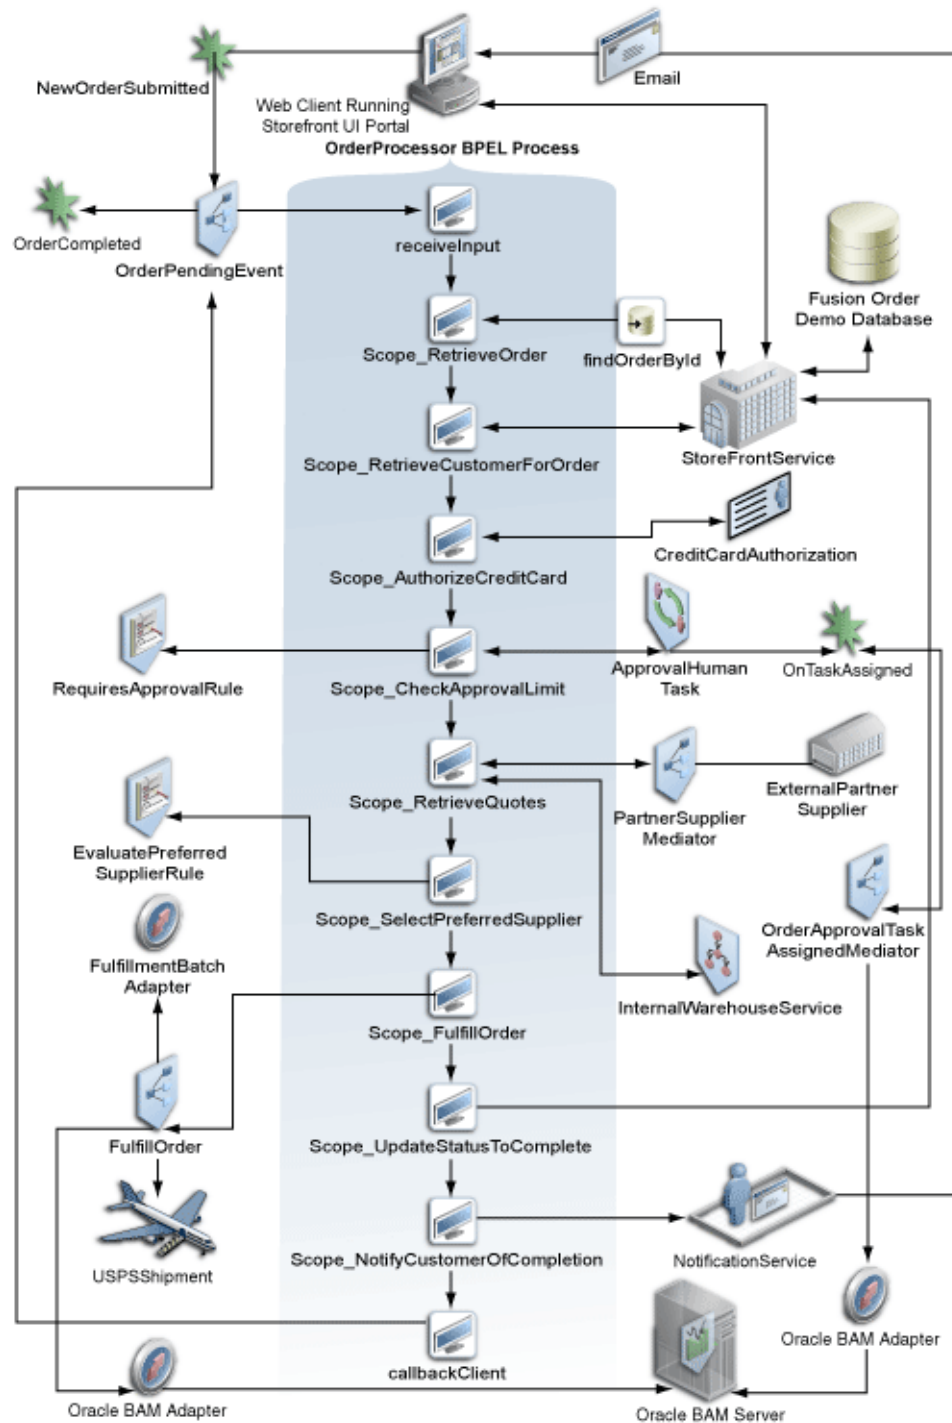 NewOrderSubmitted
Email
Web Client Running
Storefront UI Portal
OrderProcessor BPEL Process
OrderCompleted
OrderPendingEvent
receiveInput
Fusion Order
Demo Database
Scope_RetrieveOrder
findOrderById
Scope_RetrieveCustomerForOrder
StoreFrontService
CreditCardAuthorization
Scope_AuthorizeCreditCard
RequiresApprovalRule
Scope_CheckApprovalLimit
ApprovalHuman
Task
OnTaskAssigned
Scope_RetrieveQuotes
PartnerSupplier
Mediator
ExternalPartner
Supplier
EvaluatePreferred
SupplierRule
Scope_SelectPreferredSupplier
OrderApprovalTask
AssignedMediator
FulfillmentBatch
Adapter
InternalWarehouseService
Scope_FulfillOrder
FulfillOrder
Scope_UpdateStatusToComplete
USPSShipment
Scope_NotifyCustomerOfCompletion
NotificationService
Oracle BAM Adapter
callbackClient
Oracle BAM Adapter
Oracle BAM Server